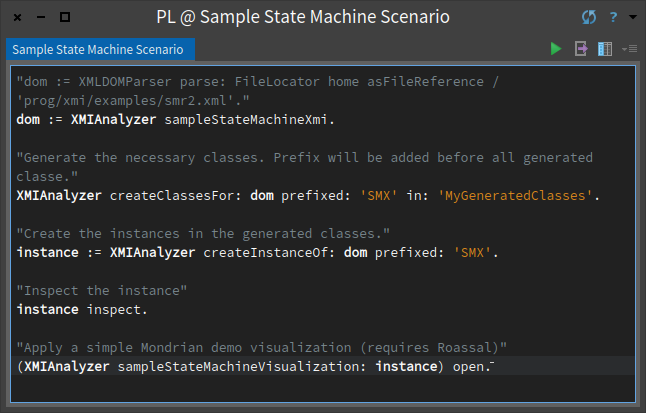 PL @ Sample State Machine Scenario
?
Sample State Machine Scenario
"dom := XMLDOMParser parse: FileLocator home asFileReference /
'prog/xmi/examples/smr2.xml'."
dom := XMIAnalyzer sampleStateMachineXmi.
"Generate the necessary classes. Prefix will be added before all generated
classe."
XMIAnalyzer createClassesFor: dom prefixed: 'SMX' in: 'MyGeneratedClasses'.
"Create the instances in the generated classes."
instance := XMIAnalyzer createInstanceOf: dom prefixed: 'SMX'.
"Inspect the instance"
instance inspect.
"Apply a simple Mondrian demo visualization (requires Roassal)"
(XMIAnalyzer sampleStateMachineVisualization: instance) open.